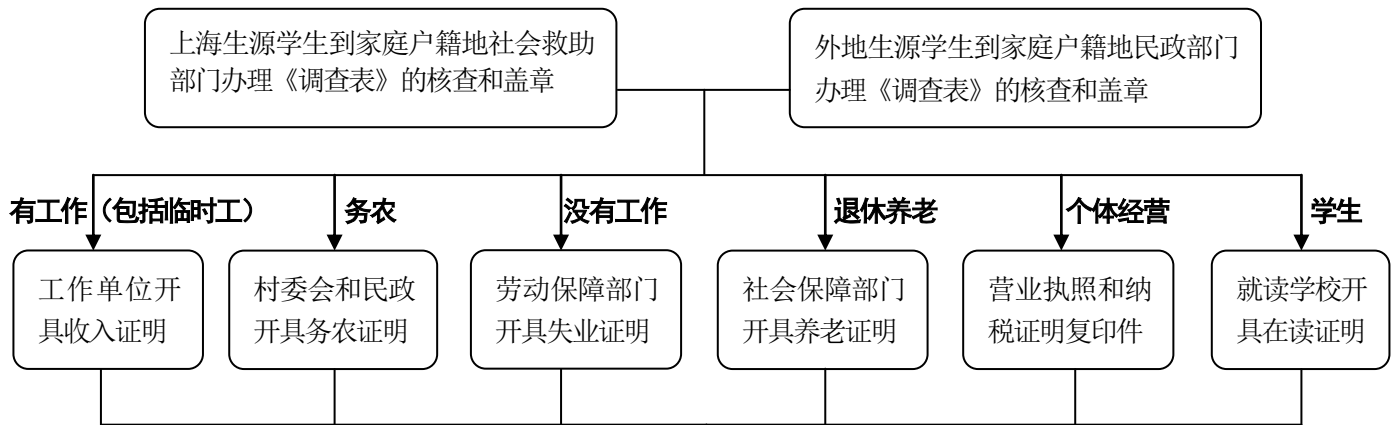 上海生源学生到家庭户籍地社会救助
部门办理《调查表》的核查和盖章
外地生源学生到家庭户籍地民政部门
办理《调查表》的核查和盖章
有工作（包括临时工）
务农
没有工作
退休养老
个体经营
学生
工作单位开
具收入证明
村委会和民政
开具务农证明
劳动保障部门
开具失业证明
社会保障部门
开具养老证明
营业执照和纳
税证明复印件
就读学校开
具在读证明